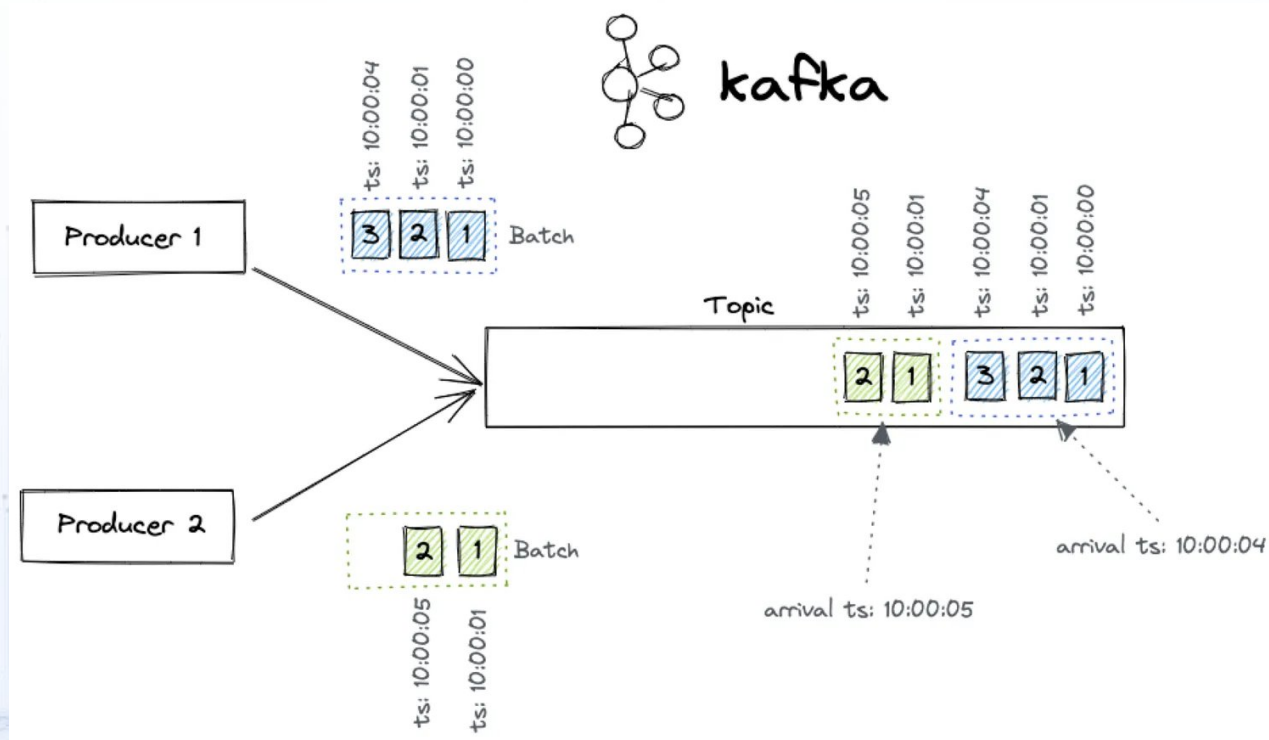 kafka
ts: 10:00:04
ts: 10:00:01
ts: 10:00:00
Producer 1
3
2
1
Batch
ts: 10:00:05
ts: 10:00:01
ts: 10:00:04
ts: 10:00:01
ts: 10:00:00
Topic
2
1
3
2
1
Producer 2
2
1
Batch
ts: 10:00:05
ts: 10:00:01
arrival ts: 10:00:04
arrival ts: 10:00:05